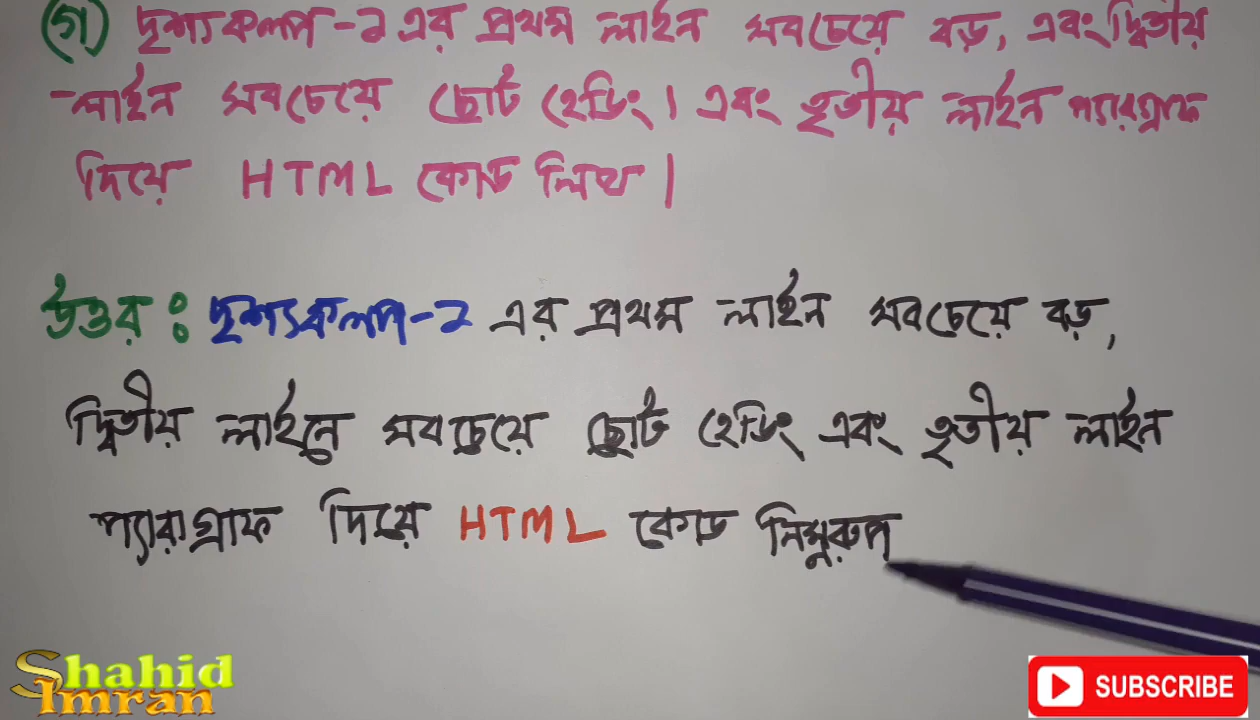 (গ) দৃশ্যকল্প-২ এর প্রথম লাইন সবচেয়ে বড়, এবং দ্বিতীয়
লাইন সবচেয়ে ছোট হেডিং। এবং তৃতীয় লাইন প্যারাগ্রাফ
দিয়ে HTML কোড লিখ।
উত্তর: দৃশ্যকল্প-২ এর প্রথম লাইন সবচেয়ে বড়,
দ্বিতীয় লাইনে সবচেয়ে ছোট হেডিং এবং তৃতীয় লাইন
প্যারাগ্রাফ দিয়ে HTML কোড নিম্নরুপ
Shahid
Imran
SUBSCRIBE